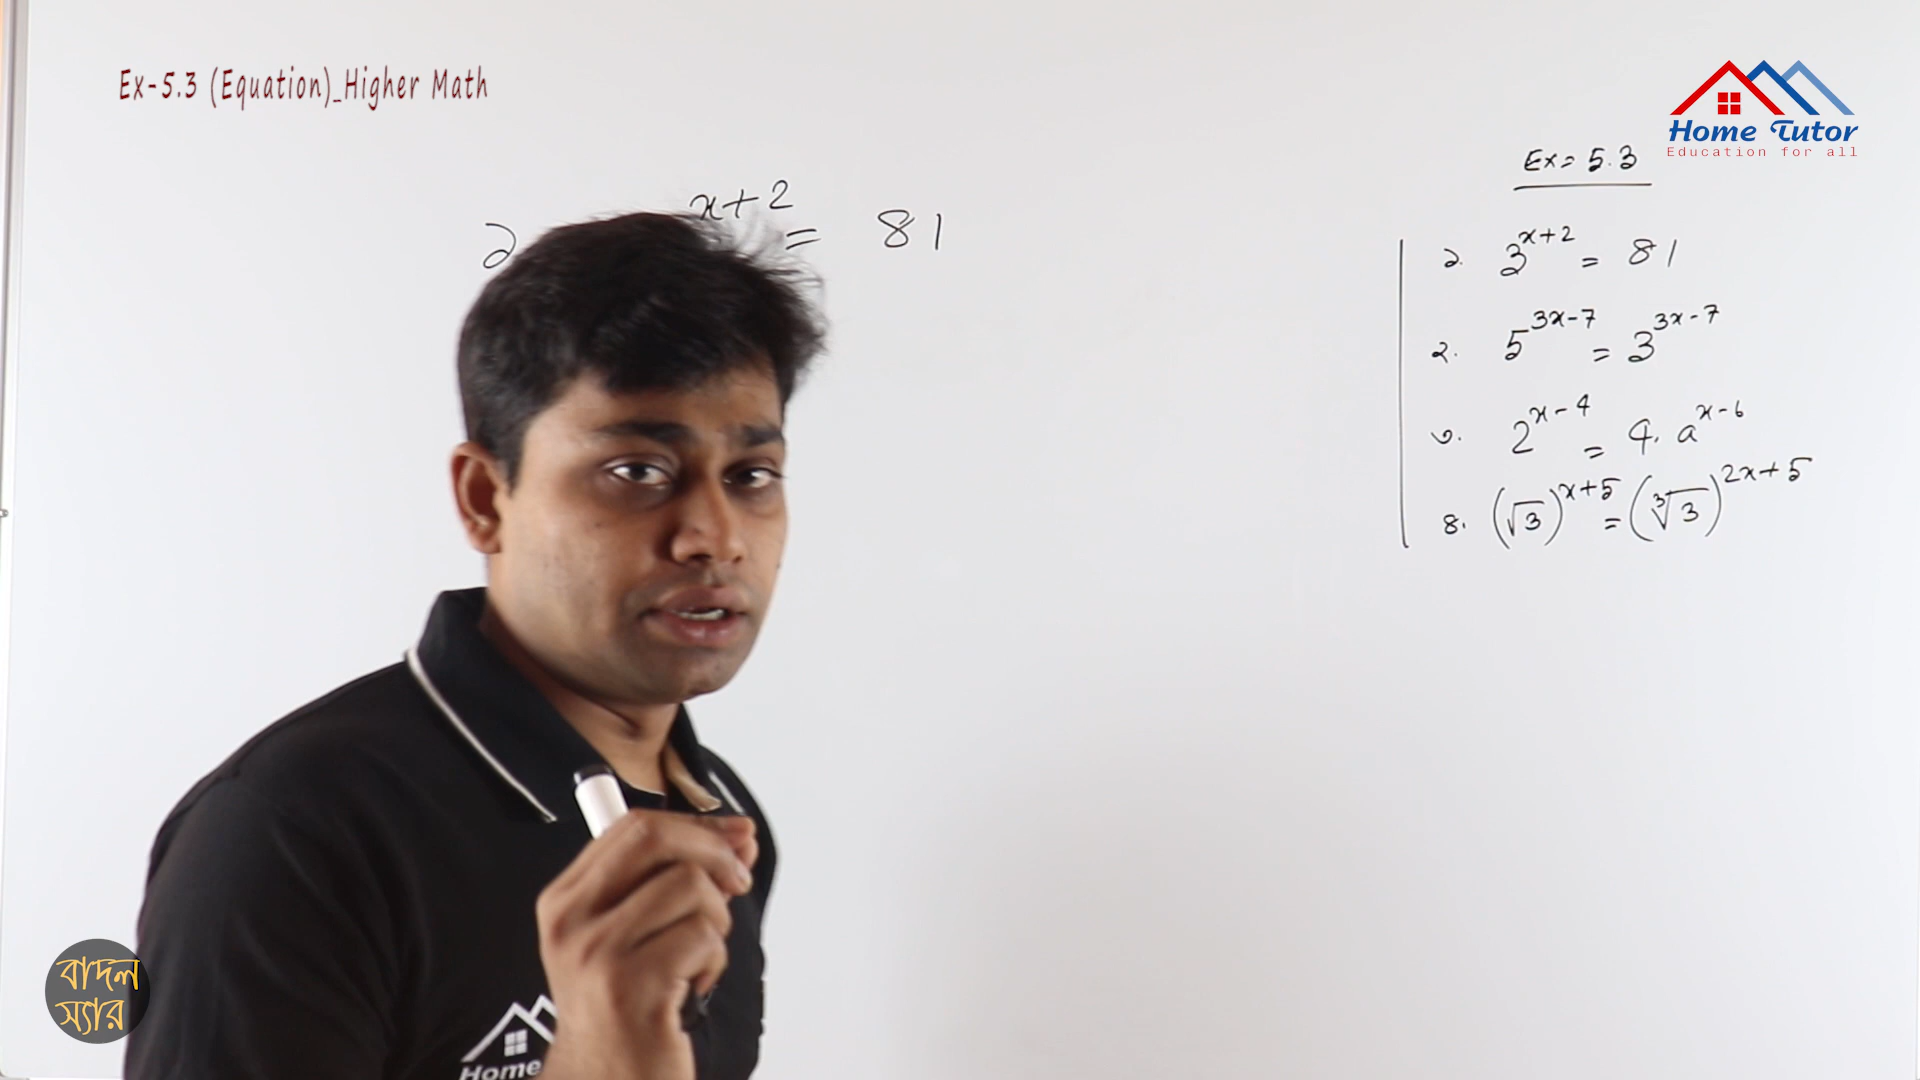 Ex-5.3 (Equation)_Higher Math
Home Tutor
Education for all
Ex= 5.3
১ x+2 = 81
১. 3^{x+2} = 81
২. 5^{3x-7} = 3^{3x-7}
৩. 2^{x-4} = 4. a^{x-6}
৪. (√3)^{x+5} = (∛3)^{2x+5}
বাদল
স্যার
Home